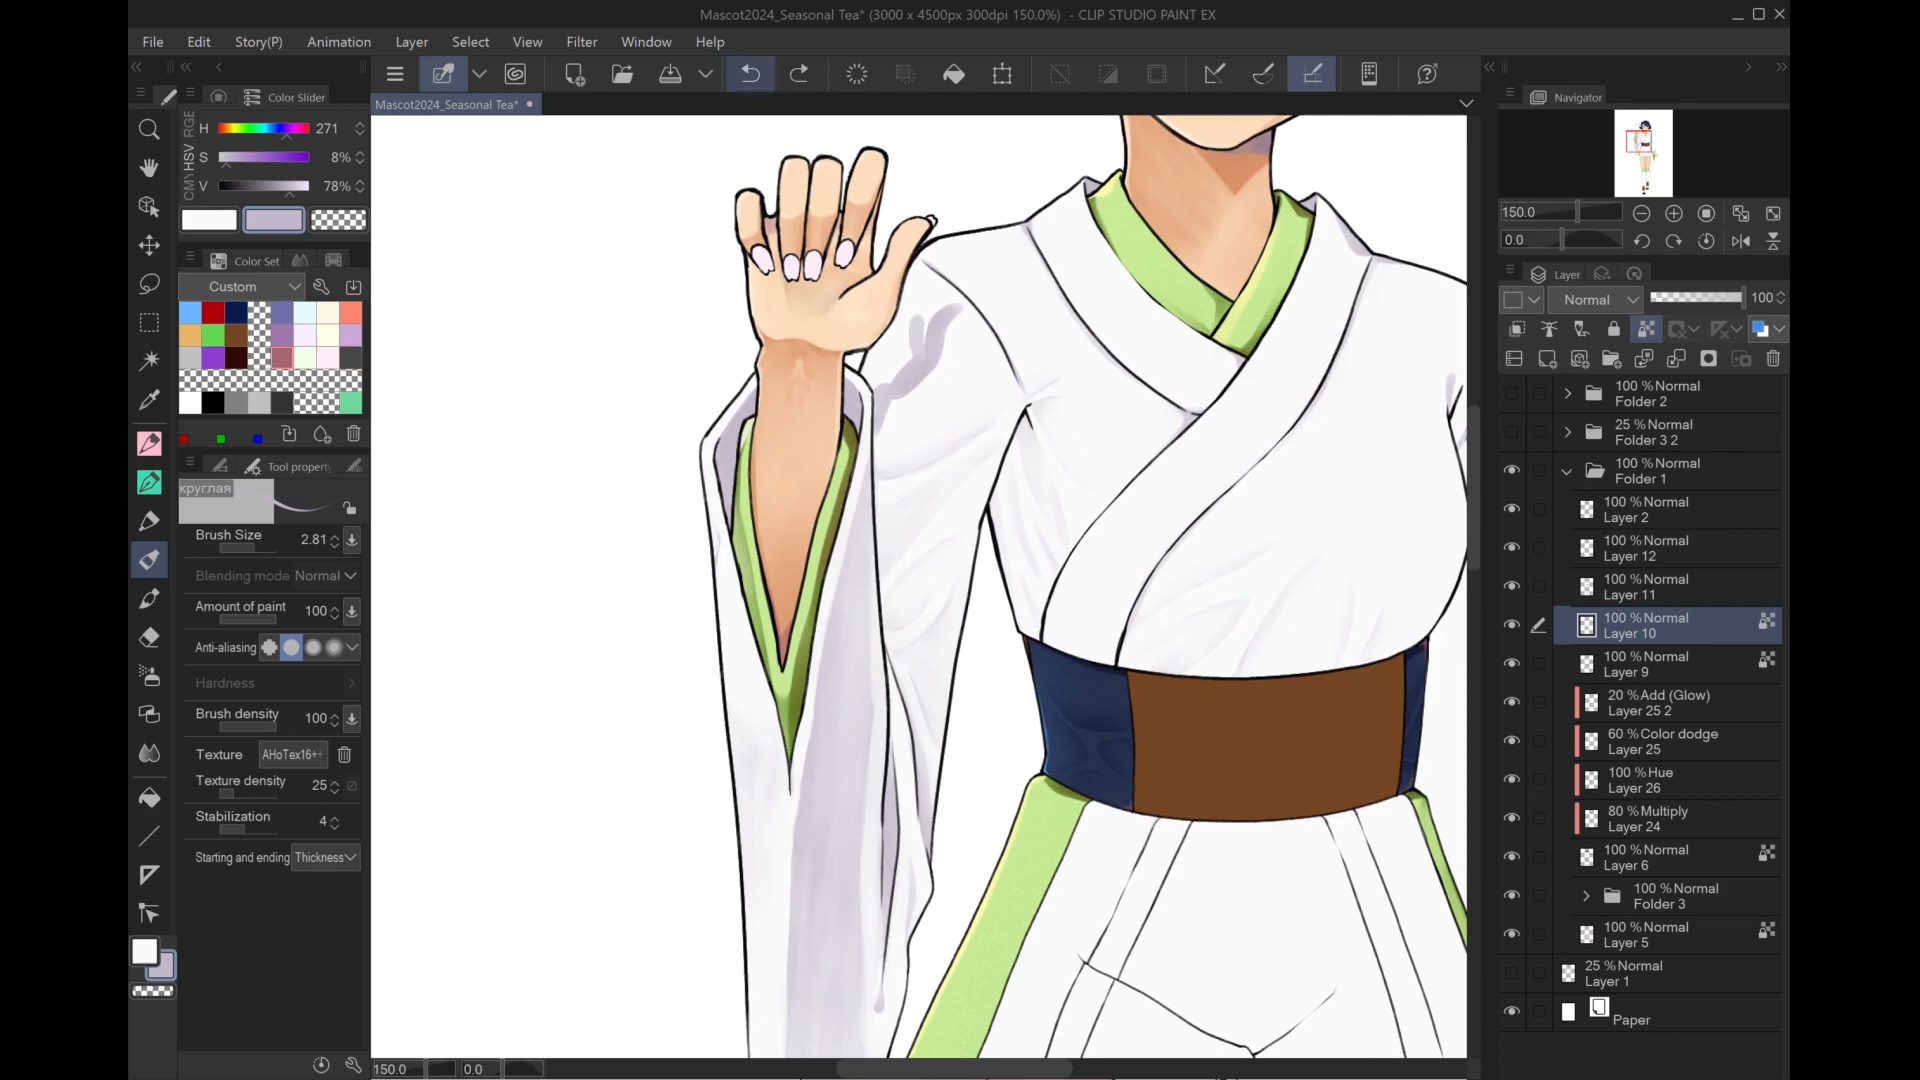 Mascot2024_Seasonal Tea* (3000 x 4500px 300dpi 150.0%) - CLIP STUDIO PAINT EX
File Edit Story(P) Animation Layer Select View Filter Window Help
Color Slider
Mascot2024_Seasonal Tea*
Navigator
RGB
HSV
CMY
H 271
S 8%
V 78%
150.0
0.0
Color Set
Custom
Layer
Normal 100
Tool property
круглая
Brush Size 2.81
Blending mode Normal
Amount of paint 100
Anti-aliasing
Hardness
Brush density 100
Texture AHoTex16++
Texture density 25
Stabilization 4
Starting and ending Thickness
100 %Normal
Folder 2
25 %Normal
Folder 3 2
100 %Normal
Folder 1
100 %Normal
Layer 2
100 %Normal
Layer 12
100 %Normal
Layer 11
100 %Normal
Layer 10
100 %Normal
Layer 9
20 %Add (Glow)
Layer 25 2
60 %Color dodge
Layer 25
100 %Hue
Layer 26
80 %Multiply
Layer 24
100 %Normal
Layer 6
100 %Normal
Folder 3
100 %Normal
Layer 5
25 %Normal
Layer 1
Paper
150.0 0.0